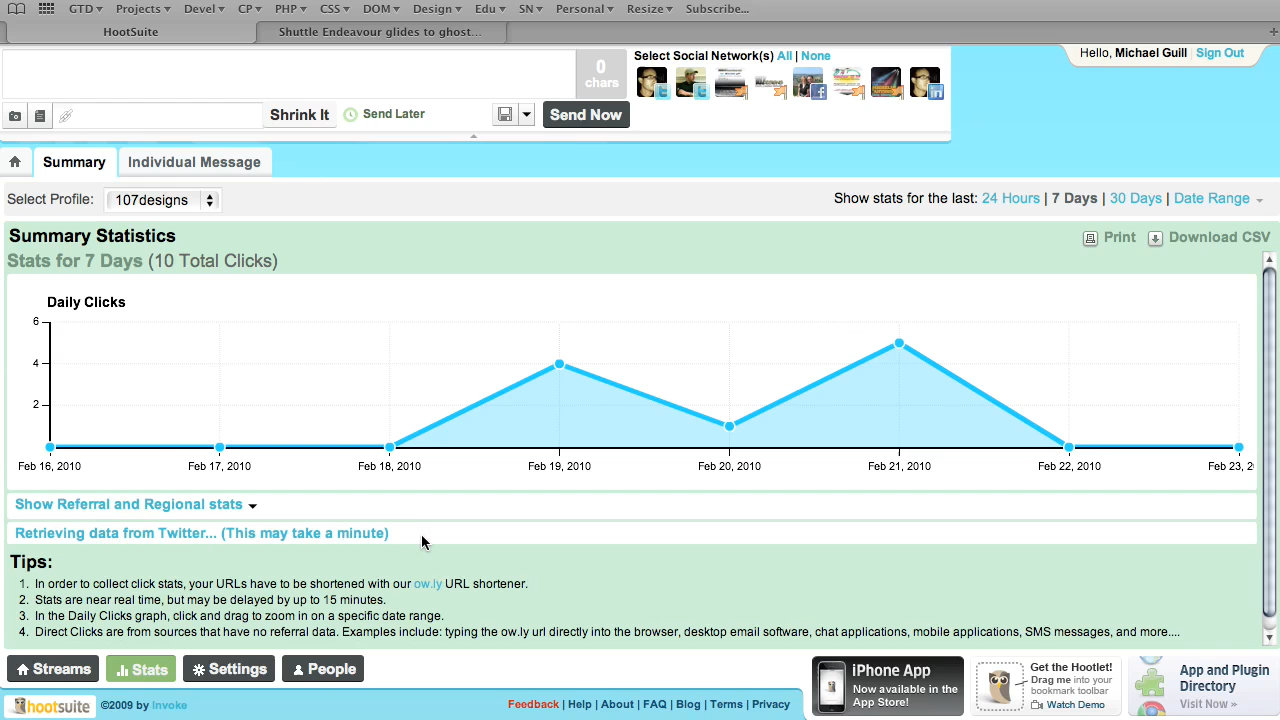 GTD Projects Devel CP PHP CSS DOM Design Edu SN Personal Resize Subscribe...
HootSuite Shuttle Endeavour glides to ghost...
0 chars
Select Social Network(s) All | None
Hello, Michael Guill Sign Out
Shrink It Send Later Send Now
Summary Individual Message
Select Profile: 107designs
Show stats for the last: 24 Hours | 7 Days | 30 Days | Date Range
Summary Statistics
Print Download CSV
Stats for 7 Days (10 Total Clicks)
Daily Clicks
6
4
2
Feb 16, 2010 Feb 17, 2010 Feb 18, 2010 Feb 19, 2010 Feb 20, 2010 Feb 21, 2010 Feb 22, 2010 Feb 23, 2
Show Referral and Regional stats
Retrieving data from Twitter... (This may take a minute)
Tips:
1. In order to collect click stats, your URLs have to be shortened with our ow.ly URL shortener.
2. Stats are near real time, but may be delayed by up to 15 minutes.
3. In the Daily Clicks graph, click and drag to zoom in on a specific date range.
4. Direct Clicks are from sources that have no referral data. Examples include: typing the ow.ly url directly into the browser, desktop email software, chat applications, mobile applications, SMS messages, and more....
Streams Stats Settings People
iPhone App
Now available in the
App Store!
Get the Hootlet!
Drag me into your
bookmark toolbar
Watch Demo
App and Plugin
Directory
Visit Now »
hootsuite ©2009 by Invoke
Feedback | Help | About | FAQ | Blog | Terms | Privacy